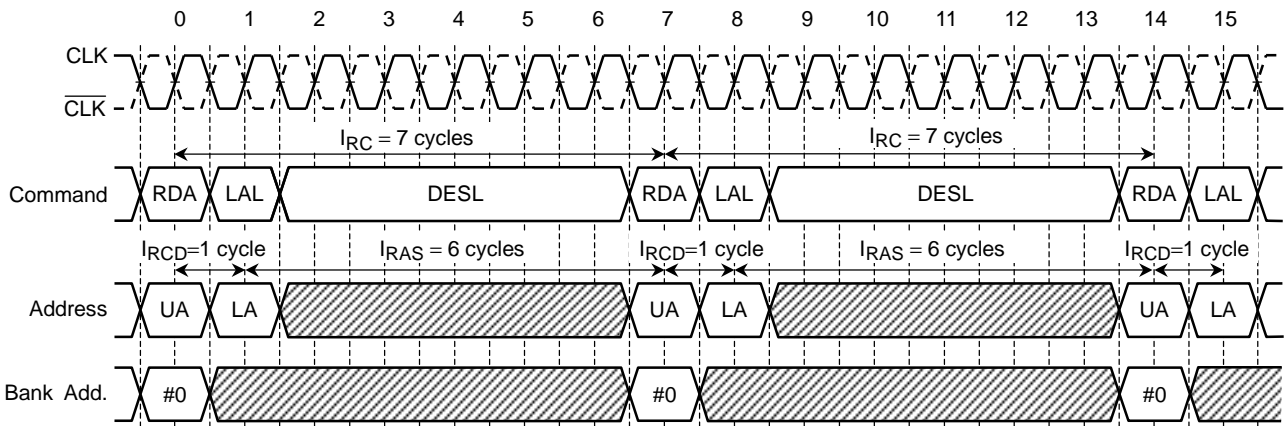 0 1 2 3 4 5 6 7 8 9 10 11 12 13 14 15
CLK
CLK
IRC = 7 cycles IRC = 7 cycles
Command RDA LAL DESL RDA LAL DESL RDA LAL
IRCD=1 cycle IRAS = 6 cycles IRCD=1 cycle IRAS = 6 cycles IRCD=1 cycle
Address UA LA UA LA UA LA
Bank Add. #0 #0 #0